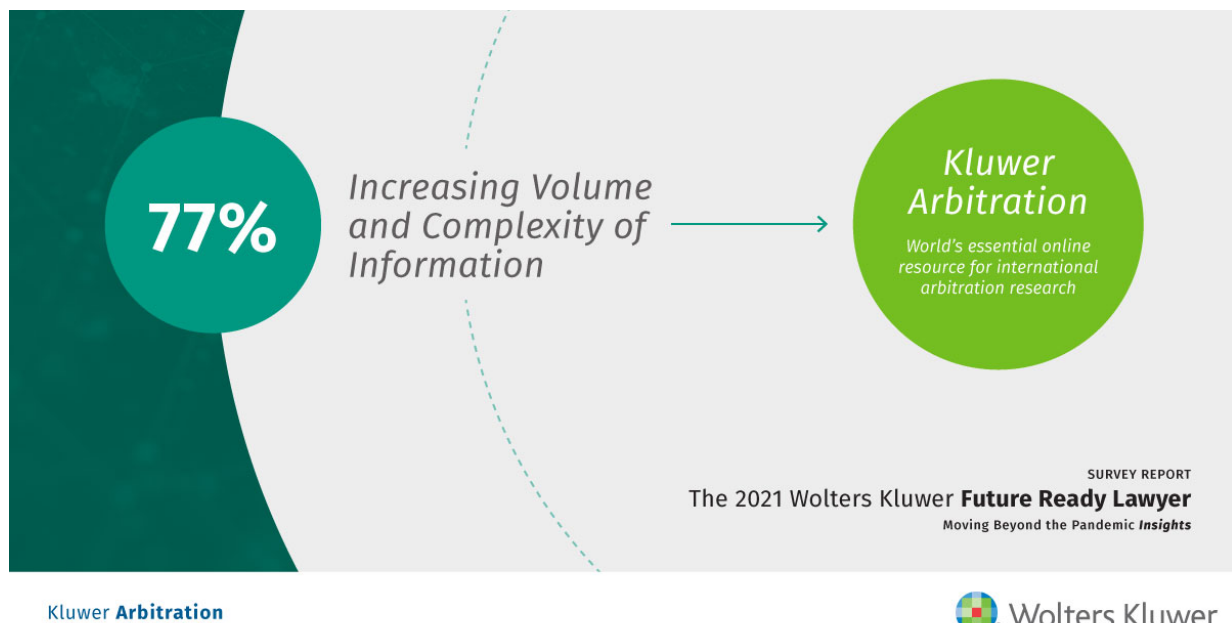 77%
Increasing Volume
and Complexity of
Information
Kluwer
Arbitration
World's essential online
resource for international
arbitration research
SURVEY REPORT
The 2021 Wolters Kluwer Future Ready Lawyer
Moving Beyond the Pandemic Insights
Kluwer Arbitration
Wolters Kluwer